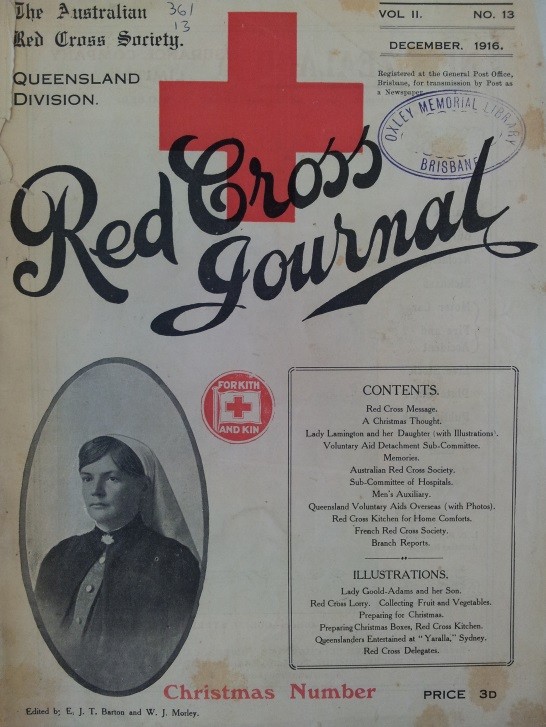 The Australian
Red Cross Society.
361
13
QUEENSLAND
DIVISION.
VOL II. NO. 13
DECEMBER, 1916.
Registered at the General Post Office,
Brisbane, for transmission by Post as
a Newspaper.
OXLEY MEMORIAL LIBRARY
BRISBANE
Red Cross
Journal
FOR KITH
AND KIN
CONTENTS.
Red Cross Message.
A Christmas Thought.
Lady Lamington and her Daughter (with Illustrations).
Voluntary Aid Detachment Sub-Committee.
Memories.
Australian Red Cross Society.
Sub-Committee of Hospitals.
Men's Auxiliary.
Queensland Voluntary Aids Overseas (with Photos).
Red Cross Kitchen for Home Comforts.
French Red Cross Society.
Branch Reports.
ILLUSTRATIONS.
Lady Goold-Adams and her Son.
Red Cross Lorry. Collecting Fruit and Vegetables.
Preparing for Christmas.
Preparing Christmas Boxes, Red Cross Kitchen.
Queenslanders Entertained at "Yaralla," Sydney.
Red Cross Delegates.
Christmas Number
PRICE 3D
Edited by E. J. T. Barton and W. J. Morley.